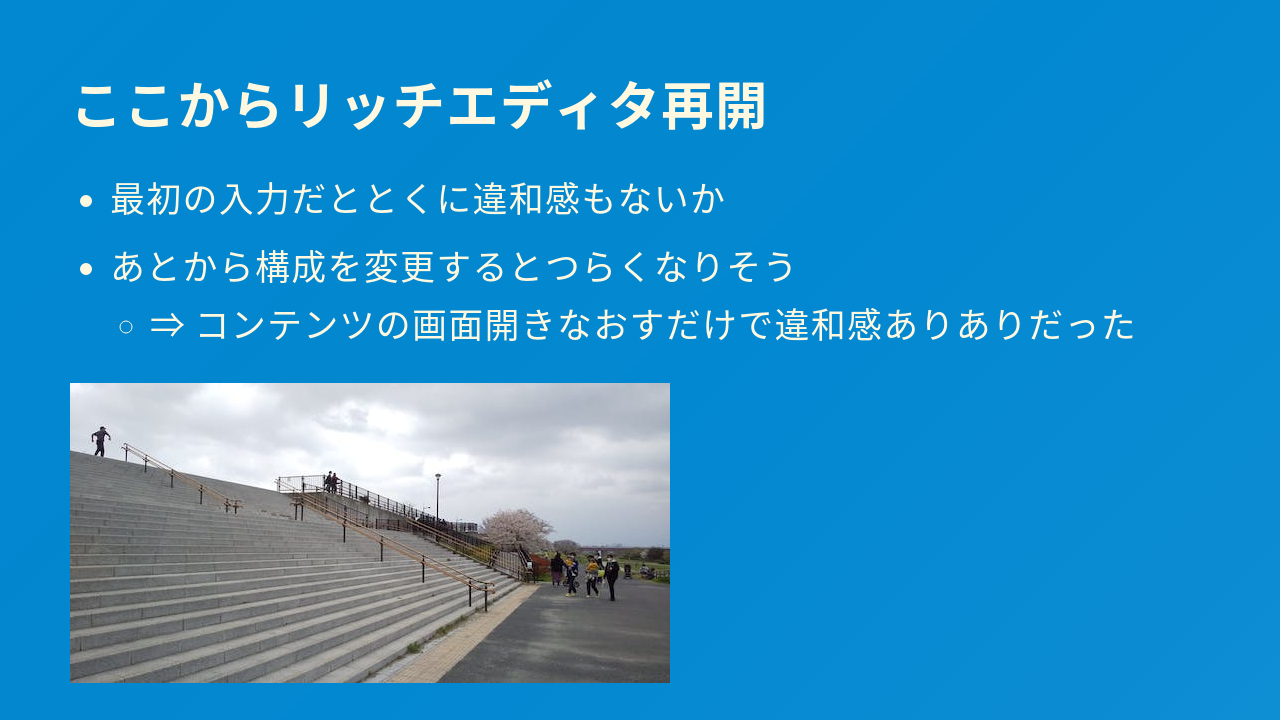 ここからリッチエディタ再開
最初の入力だととくに違和感もないか
あとから構成を変更するとつらくなりそう
⇒ コンテンツの画面開きなおすだけで違和感ありありだった